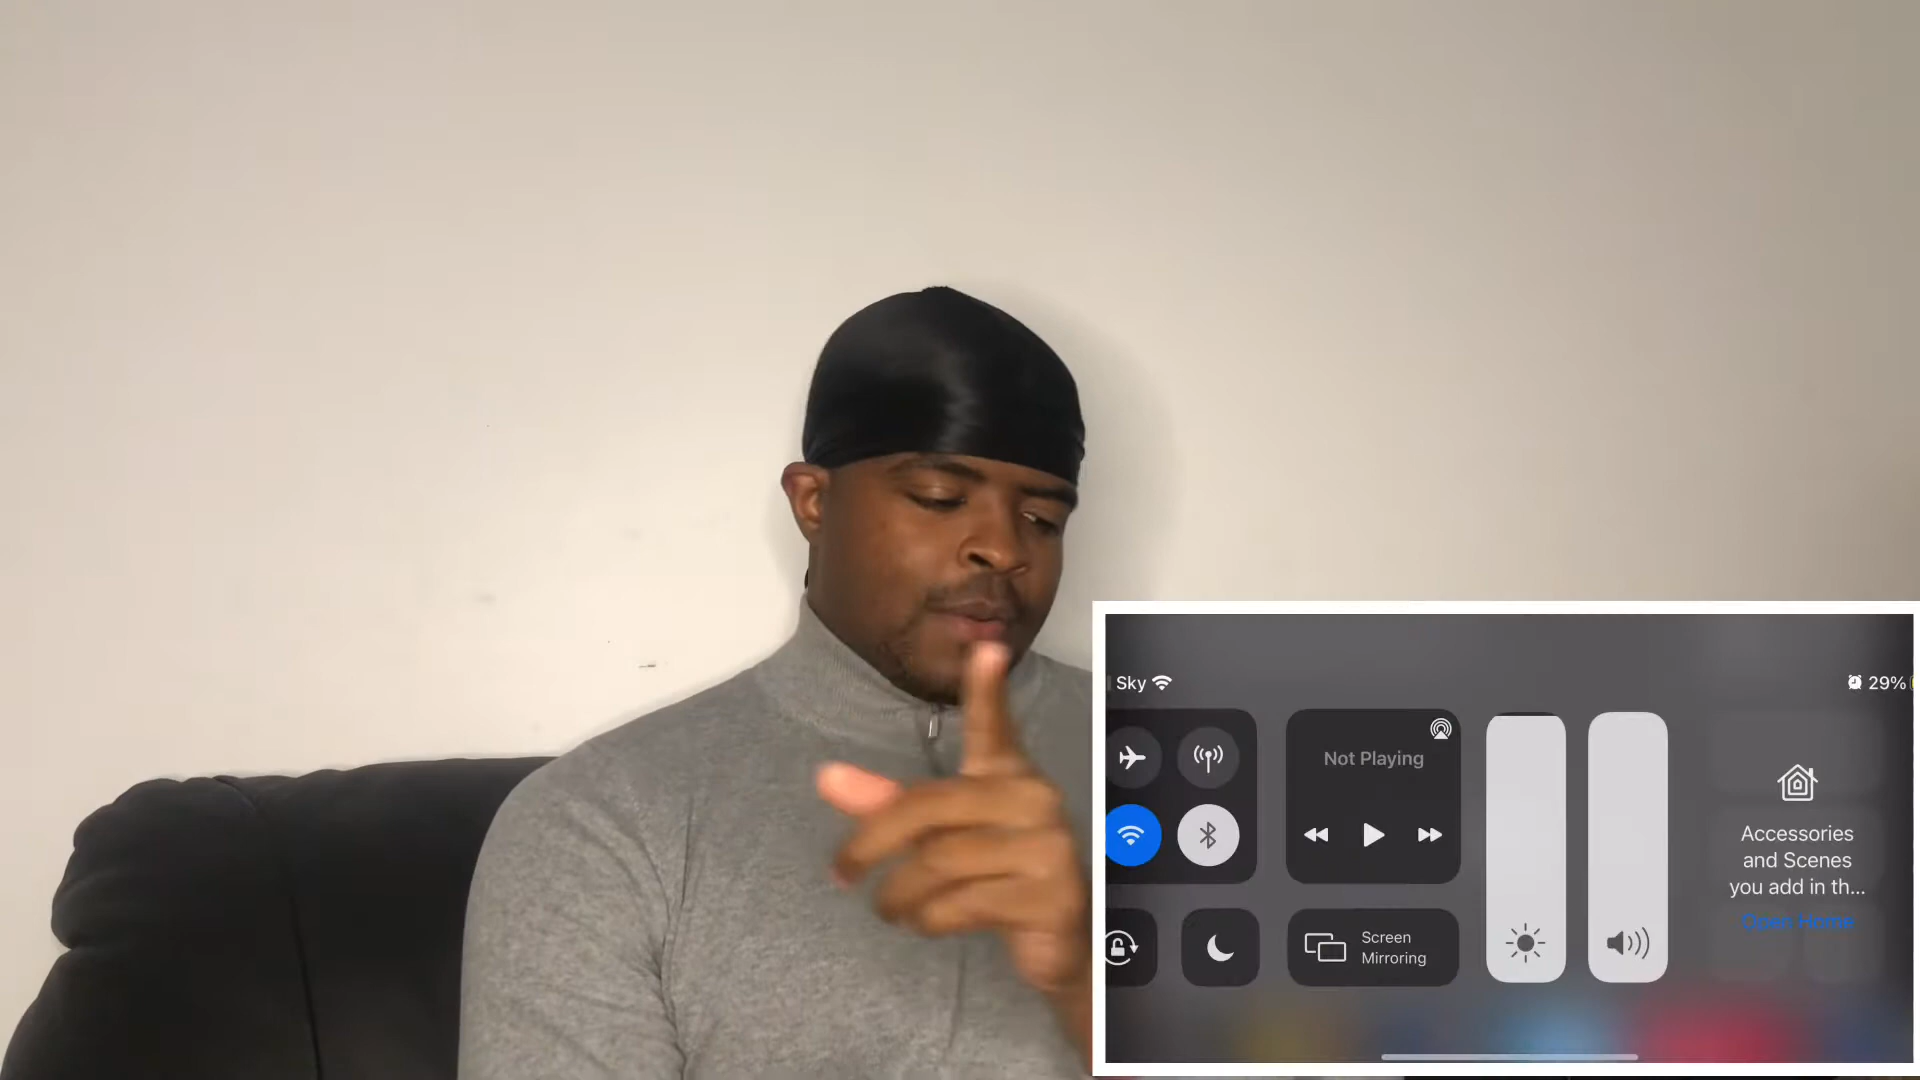 Sky
29%
Not Playing
Screen
Mirroring
Accessories
and Scenes
you add in th...
Open Home